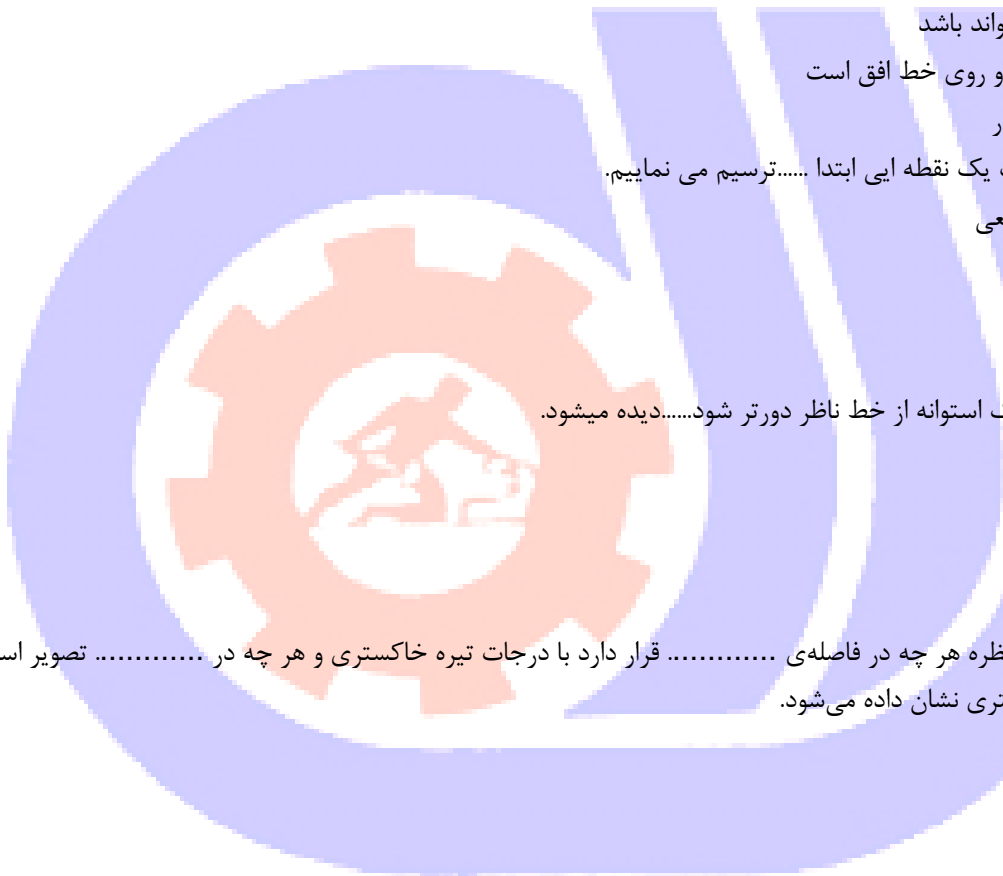 واند باشد
و روی خط افق است
ر
یک نقطه ایی ابتدا ......ترسیم می نماییم.
عی
استوانه از خط ناظر دورتر شود......دیده میشود.
ظره هر چه در فاصله‌ی ............. قرار دارد با درجات تیره خاکستری و هر چه در ............. تصویر اس
تری نشان داده می‌شود.